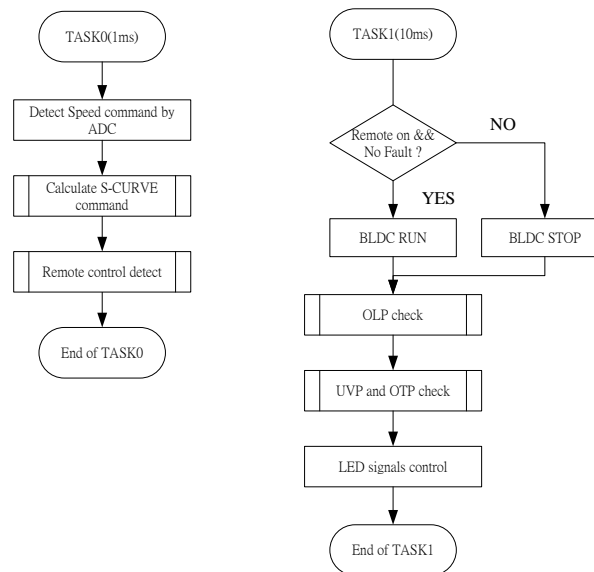 TASK0(1ms)
Detect Speed command by
ADC
Calculate S-CURVE
command
Remote control detect
End of TASK0
TASK1(10ms)
Remote on &&
No Fault ?
NO
YES
BLDC RUN
BLDC STOP
OLP check
UVP and OTP check
LED signals control
End of TASK1